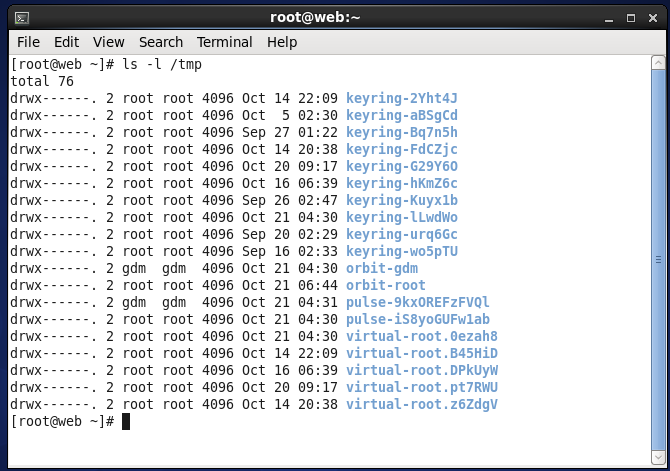 root@web:~
File Edit View Search Terminal Help
[root@web ~]# ls -l /tmp
total 76
drwx------. 2 root root 4096 Oct 14 22:09 keyring-2Yht4J
drwx------. 2 root root 4096 Oct  5 02:30 keyring-aBSgCd
drwx------. 2 root root 4096 Sep 27 01:22 keyring-Bq7n5h
drwx------. 2 root root 4096 Oct 14 20:38 keyring-FdCZjc
drwx------. 2 root root 4096 Oct 20 09:17 keyring-G29Y6O
drwx------. 2 root root 4096 Oct 16 06:39 keyring-hKmZ6c
drwx------. 2 root root 4096 Sep 26 02:47 keyring-Kuyx1b
drwx------. 2 root root 4096 Oct 21 04:30 keyring-lLwdWo
drwx------. 2 root root 4096 Sep 20 02:29 keyring-urq6Gc
drwx------. 2 root root 4096 Sep 16 02:33 keyring-wo5pTU
drwx------. 2 gdm  gdm  4096 Oct 21 04:30 orbit-gdm
drwx------. 2 root root 4096 Oct 21 06:44 orbit-root
drwx------. 2 gdm  gdm  4096 Oct 21 04:31 pulse-9kxOREFzFVQl
drwx------. 2 root root 4096 Oct 21 04:30 pulse-iS8yoGUFw1ab
drwx------. 2 root root 4096 Oct 21 04:30 virtual-root.0ezah8
drwx------. 2 root root 4096 Oct 14 22:09 virtual-root.B45HiD
drwx------. 2 root root 4096 Oct 16 06:39 virtual-root.DPkUyW
drwx------. 2 root root 4096 Oct 20 09:17 virtual-root.pt7RWU
drwx------. 2 root root 4096 Oct 14 20:38 virtual-root.z6ZdgV
[root@web ~]#